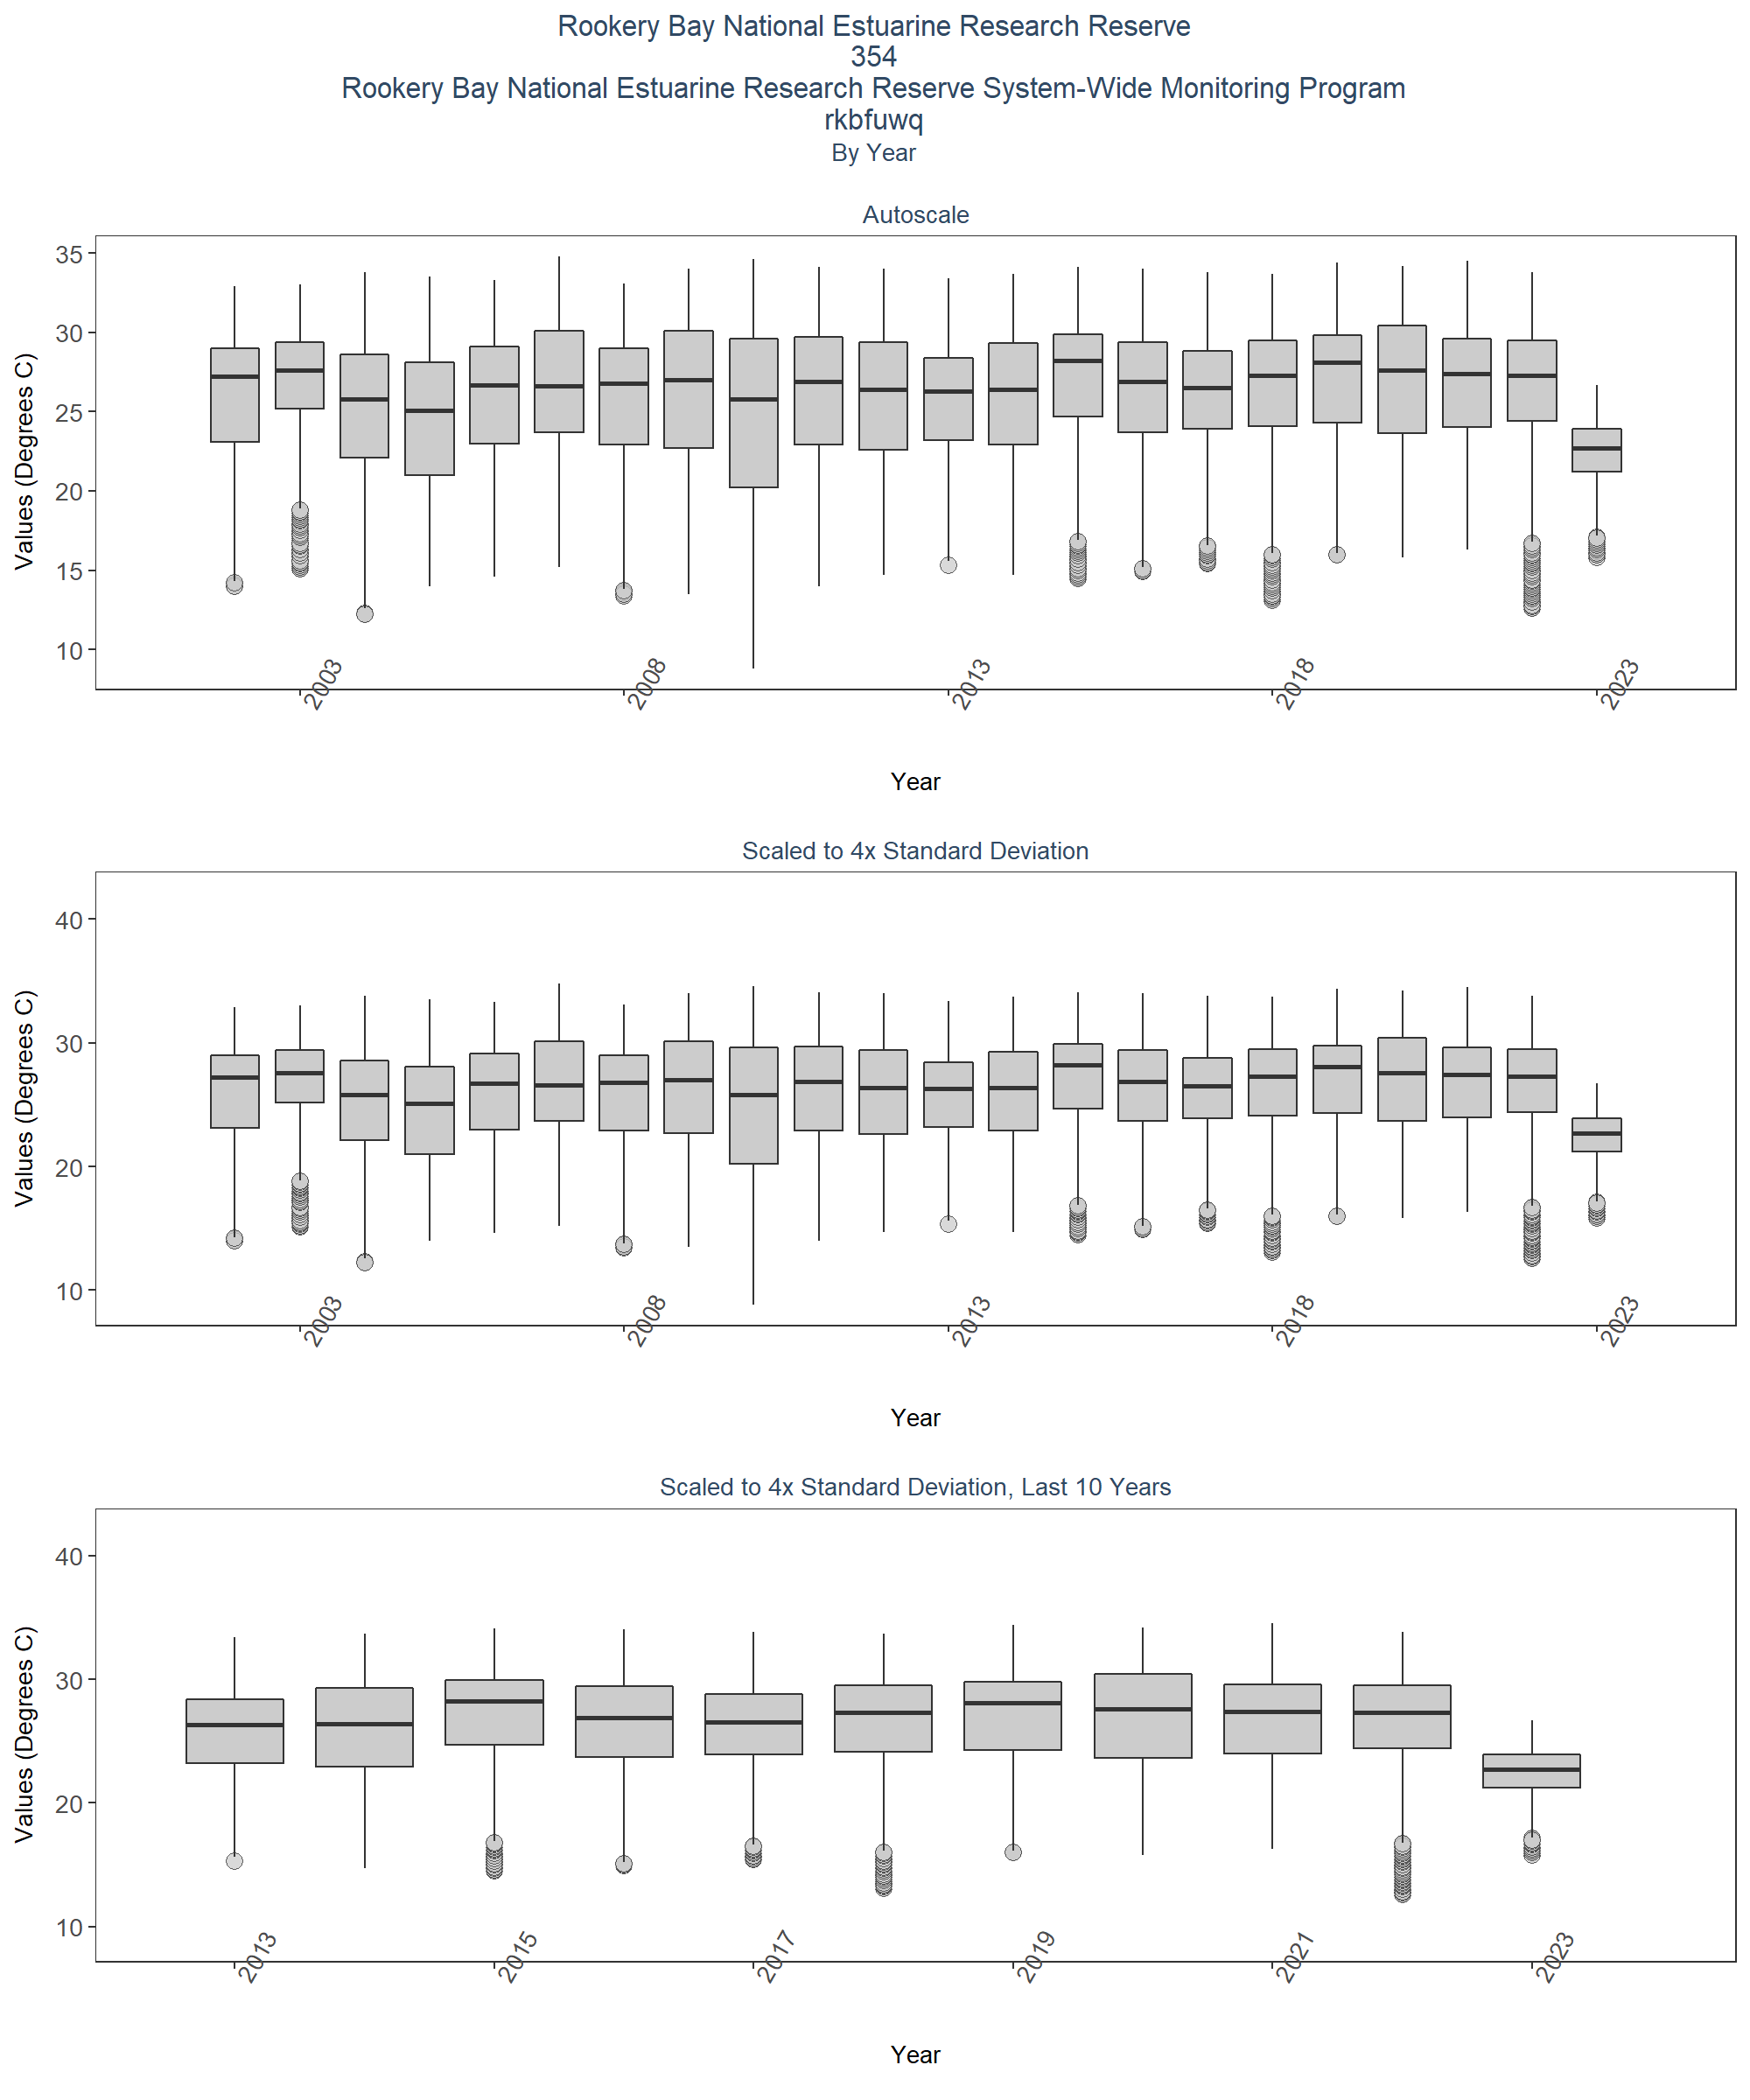 Rookery Bay National Estuarine Research Reserve
354
Rookery Bay National Estuarine Research Reserve System-Wide Monitoring Program
rkbfuwq
By Year
Autoscale
Values (Degrees C)
35
30
25
20
15
10
2003 2008 2013 2018 2023
Year
Scaled to 4x Standard Deviation
Values (Degrees C)
40
30
20
10
2003 2008 2013 2018 2023
Year
Scaled to 4x Standard Deviation, Last 10 Years
Values (Degrees C)
40
30
20
10
2013 2015 2017 2019 2021 2023
Year